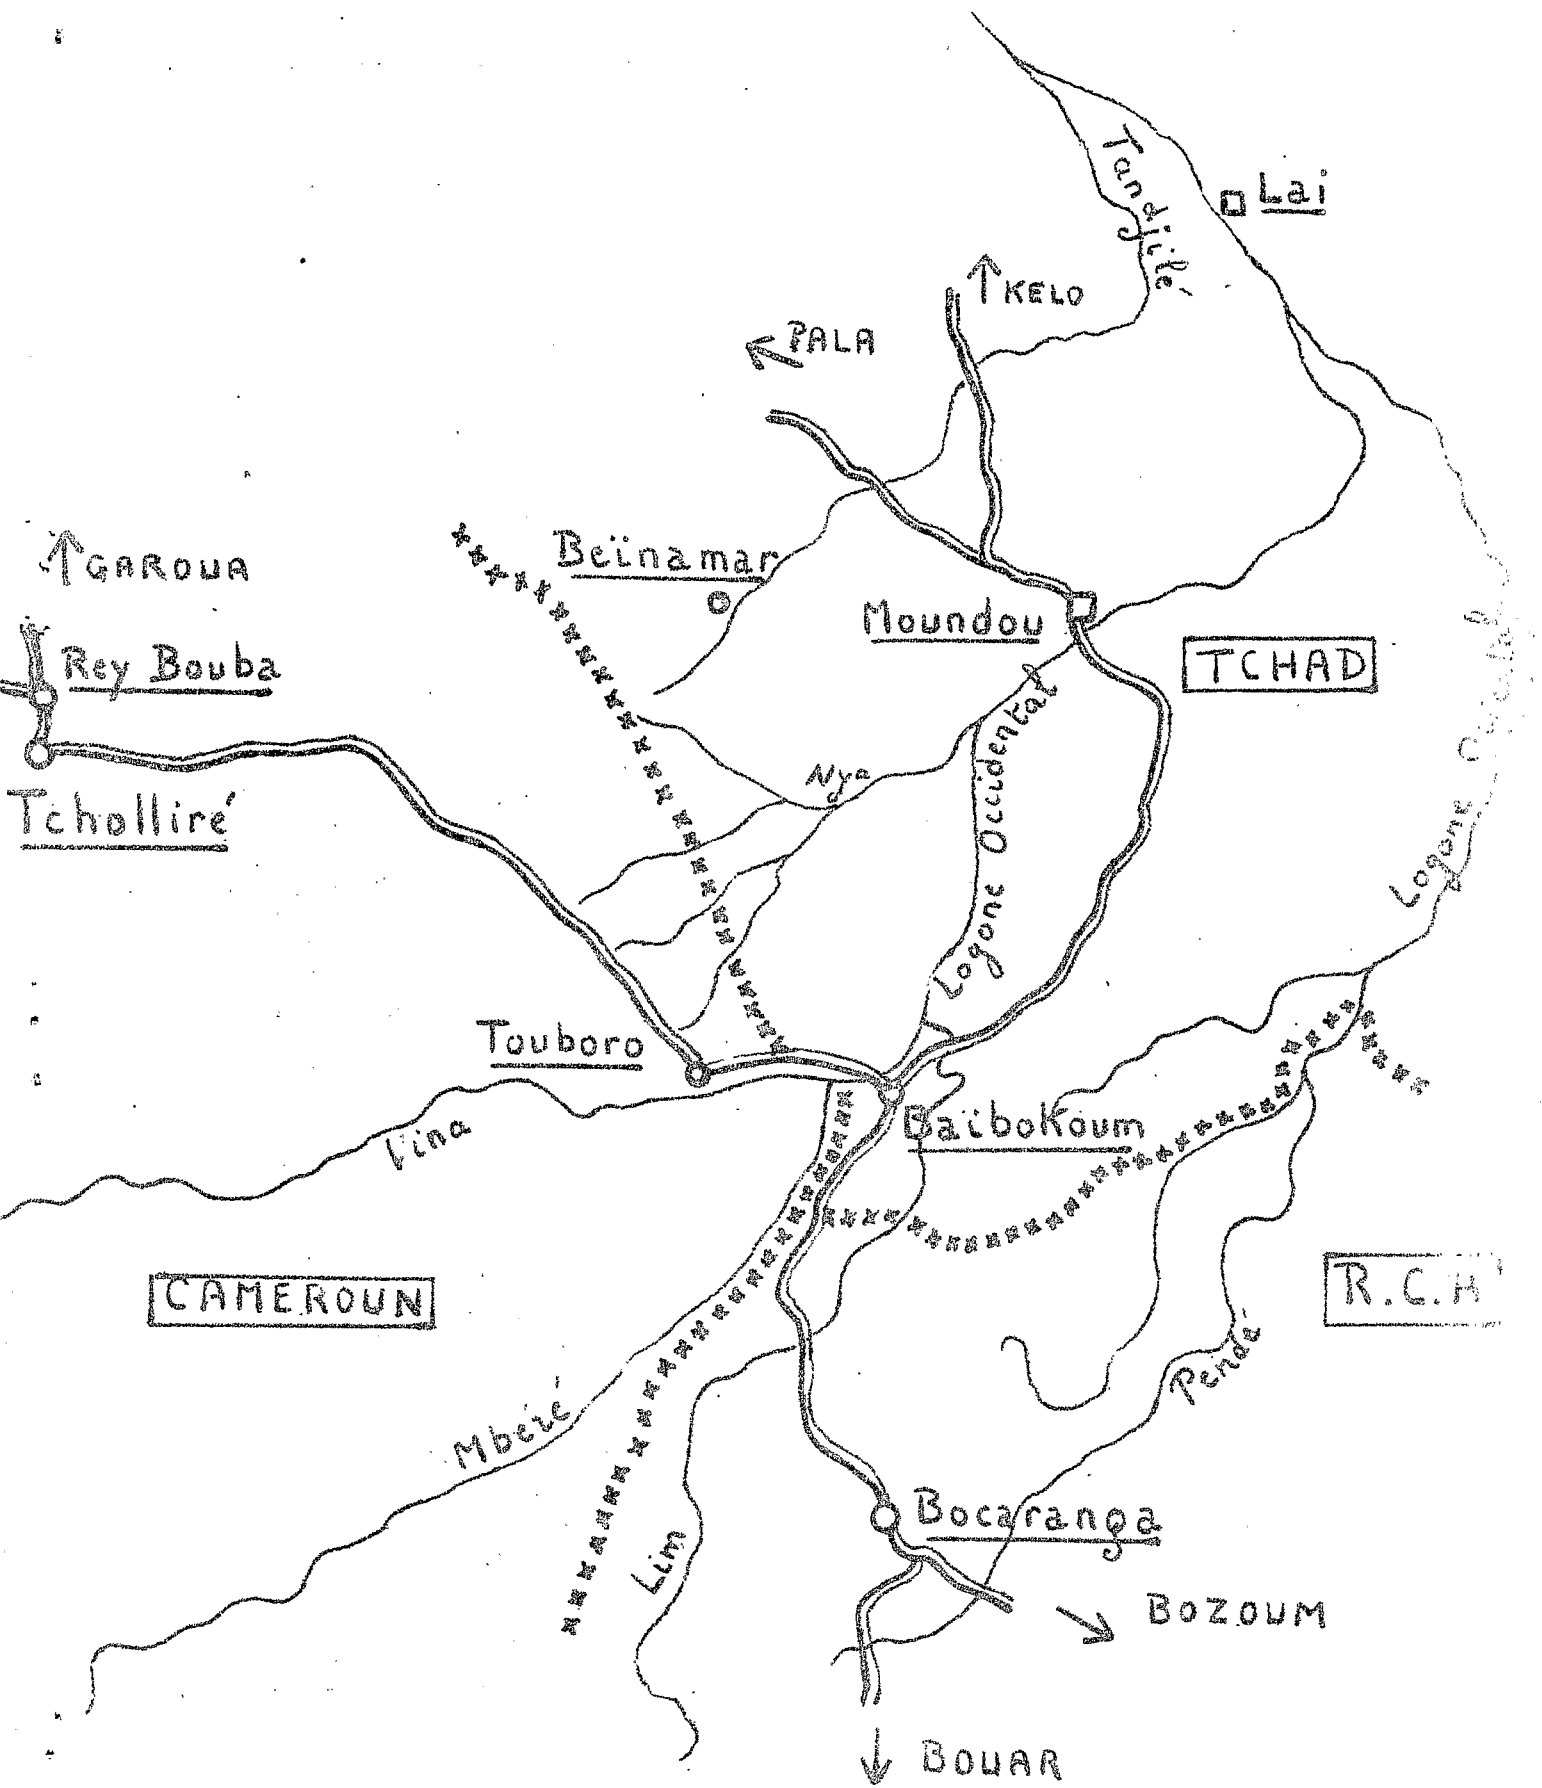 Tandjilé
Lai
KELO
PALA
GAROUA
Beïnamar
Moundou
TCHAD
Rey Bouba
Tcholliré
Nya
Logone Occidental
Logone
Touboro
Baïbokoum
Vina
CAMEROUN
R.C.A
Pendé
Mbéré
Lim
Bocaranga
BOZOUM
BOUAR